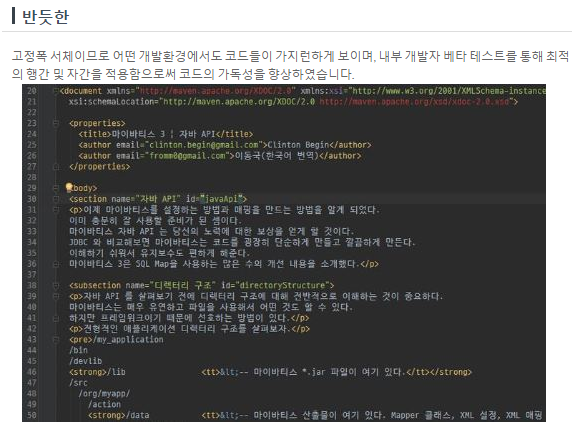 반듯한
고정폭 서체이므로 어떤 개발환경에서도 코드들이 가지런하게 보이며, 내부 개발자 베타 테스트를 통해 최적
의 행간 및 자간을 적용함으로써 코드의 가독성을 향상하였습니다.
20 <document xmlns="http://maven.apache.org/XDOC/2.0" xmlns:xsi="http://www.w3.org/2001/XMLSchema-instance
21 xsi:schemaLocation="http://maven.apache.org/XDOC/2.0 http://maven.apache.org/xsd/xdoc-2.0.xsd">
22
23 <properties>
24 <title>마이바티스 3 | 자바 API</title>
25 <author email="clinton.begin@gmail.com">Clinton Begin</author>
26 <author email="fromm0@gmail.com">이동국(한국어 번역)</author>
27 </properties>
28
29 <body>
30 <section name="자바 API" id="javaApi">
31 <p>이제 마이바티스를 설정하는 방법과 매핑을 만드는 방법을 알게 되었다.
32 이미 충분히 잘 사용할 준비가 된 셈이다.
33 마이바티스 자바 API 는 당신의 노력에 대한 보상을 얻게 할 것이다.
34 JDBC 와 비교해보면 마이바티스는 코드를 굉장히 단순하게 만들고 깔끔하게 만든다.
35 이해하기 쉬워서 유지보수도 편하게 해준다.
36 마이바티스 3은 SQL Map을 사용하는 많은 수의 개선 내용을 소개했다.</p>
37
38 <subsection name="디렉터리 구조" id="directoryStructure">
39 <p>자바 API 를 살펴보기 전에 디렉터리 구조에 대해 전반적으로 이해하는 것이 중요하다.
40 마이바티스는 매우 유연하고 파일을 사용해서 어떤 것도 할 수 있다.
41 하지만 프레임워크이기 때문에 선호하는 방법이 있다.</p>
42 <p>전형적인 애플리케이션 디렉터리 구조를 살펴보자.</p>
43 <pre>/my_application
44 /bin
45 /devlib
46 <strong>/lib <tt>&lt;-- 마이바티스 *.jar 파일이 여기 있다.</tt></strong>
47 /src
48 /org/myapp/
49 /action
50 <strong>/data <tt>&lt;-- 마이바티스 산출물이 여기 있다. Mapper 클래스, XML 설정, XML 매핑